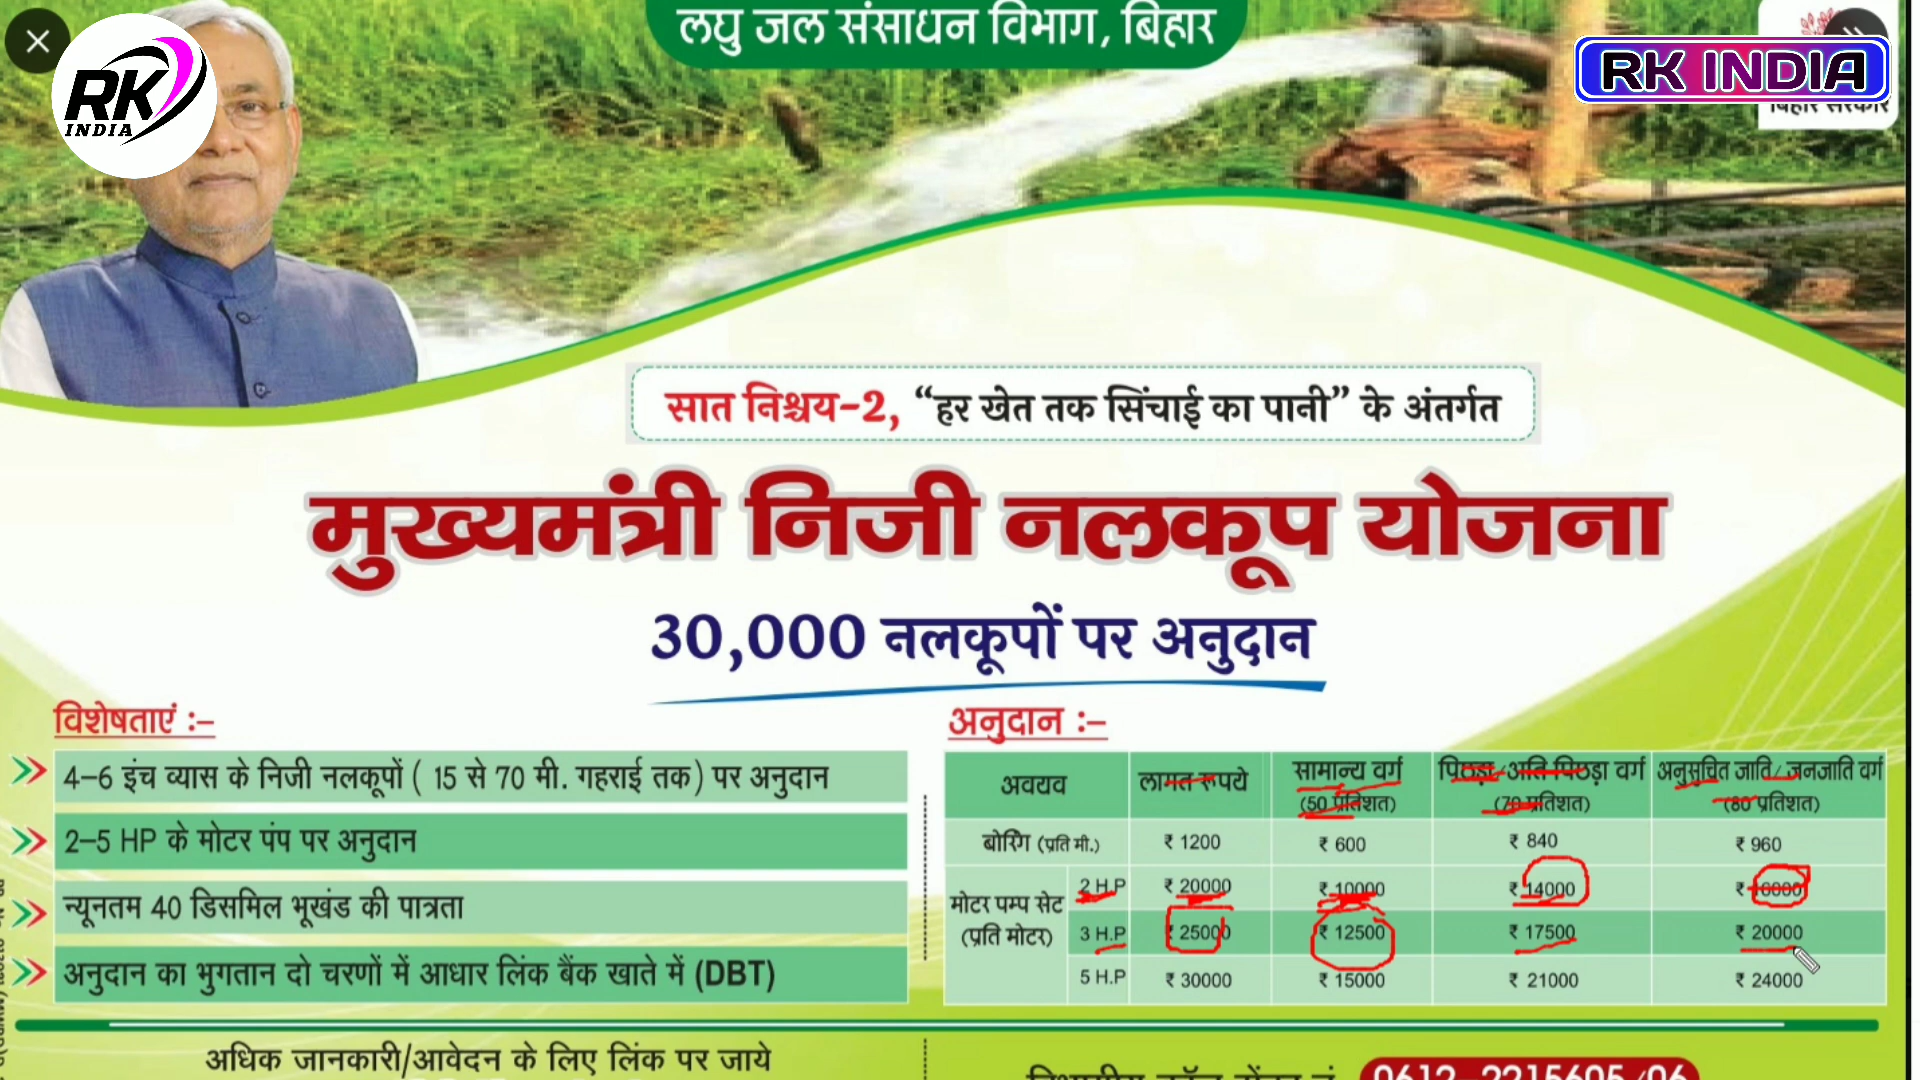 लघु जल संसाधन विभाग, बिहार
RK
INDIA
RK INDIA
बिहार सरकार
सात निश्चय-2, “हर खेत तक सिंचाई का पानी” के अंतर्गत
मुख्यमंत्री निजी नलकूप योजना
30,000 नलकूपों पर अनुदान
विशेषताएं :-
4-6 इंच व्यास के निजी नलकूपों ( 15 से 70 मी. गहराई तक) पर अनुदान
2-5 HP के मोटर पंप पर अनुदान
न्यूनतम 40 डिसमिल भूखंड की पात्रता
अनुदान का भुगतान दो चरणों में आधार लिंक बैंक खाते में (DBT)
अनुदान :-
अवयव लागत रूपये सामान्य वर्ग (50 प्रतिशत) पिछड़ा/अति पिछड़ा वर्ग (70 प्रतिशत) अनुसूचित जाति/जनजाति वर्ग (80 प्रतिशत)
बोरिंग (प्रति मी.) ₹ 1200 ₹ 600 ₹ 840 ₹ 960
मोटर पम्प सेट (प्रति मोटर)
2 H.P ₹ 20000 ₹ 10000 ₹ 14000 ₹ 16000
3 H.P ₹ 25000 ₹ 12500 ₹ 17500 ₹ 20000
5 H.P ₹ 30000 ₹ 15000 ₹ 21000 ₹ 24000
अधिक जानकारी/आवेदन के लिए लिंक पर जाये
0612-2215605/06